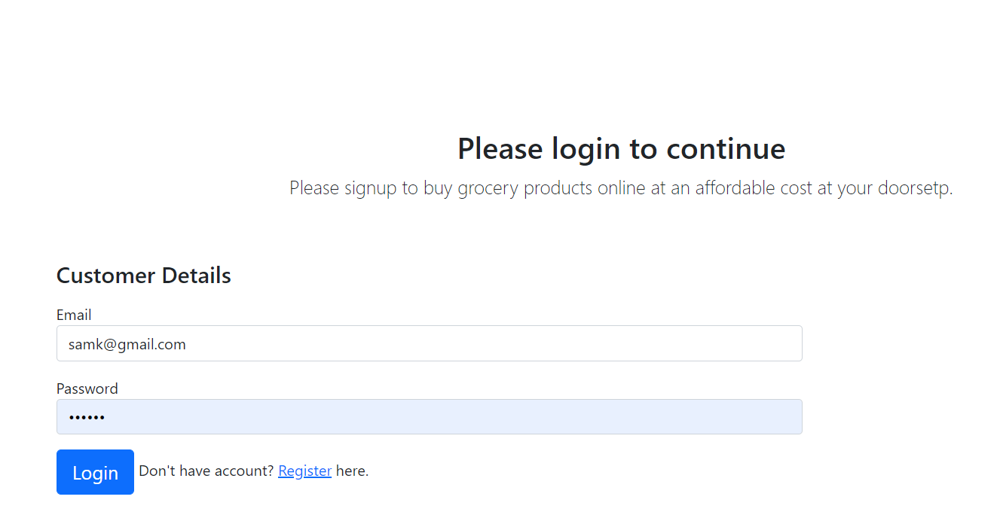 Please login to continue
Please signup to buy grocery products online at an affordable cost at your doorsetp.
Customer Details
Email
samk@gmail.com
Password
••••••
Login Don't have account? Register here.